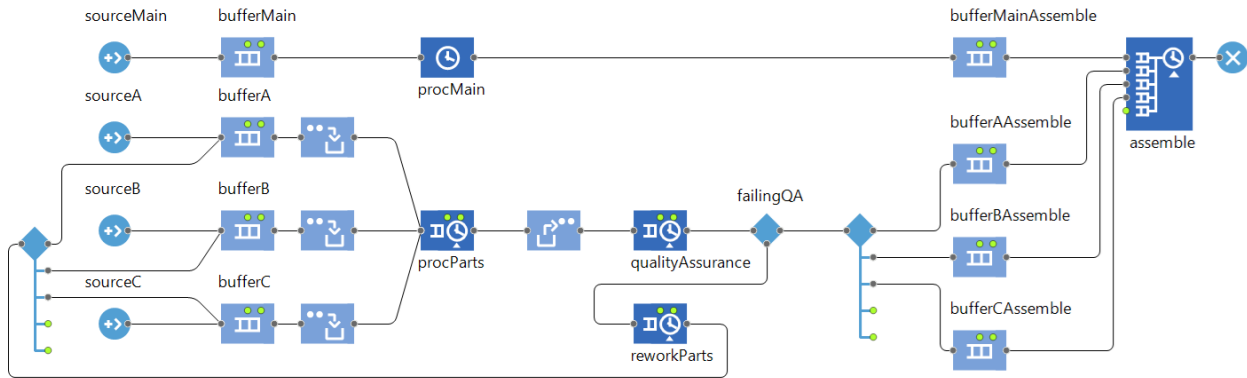 sourceMain
bufferMain
bufferMainAssemble
procMain
sourceA
bufferA
bufferAAssemble
assemble
sourceB
bufferB
failingQA
bufferBAssemble
procParts
qualityAssurance
sourceC
bufferC
bufferCAssemble
reworkParts